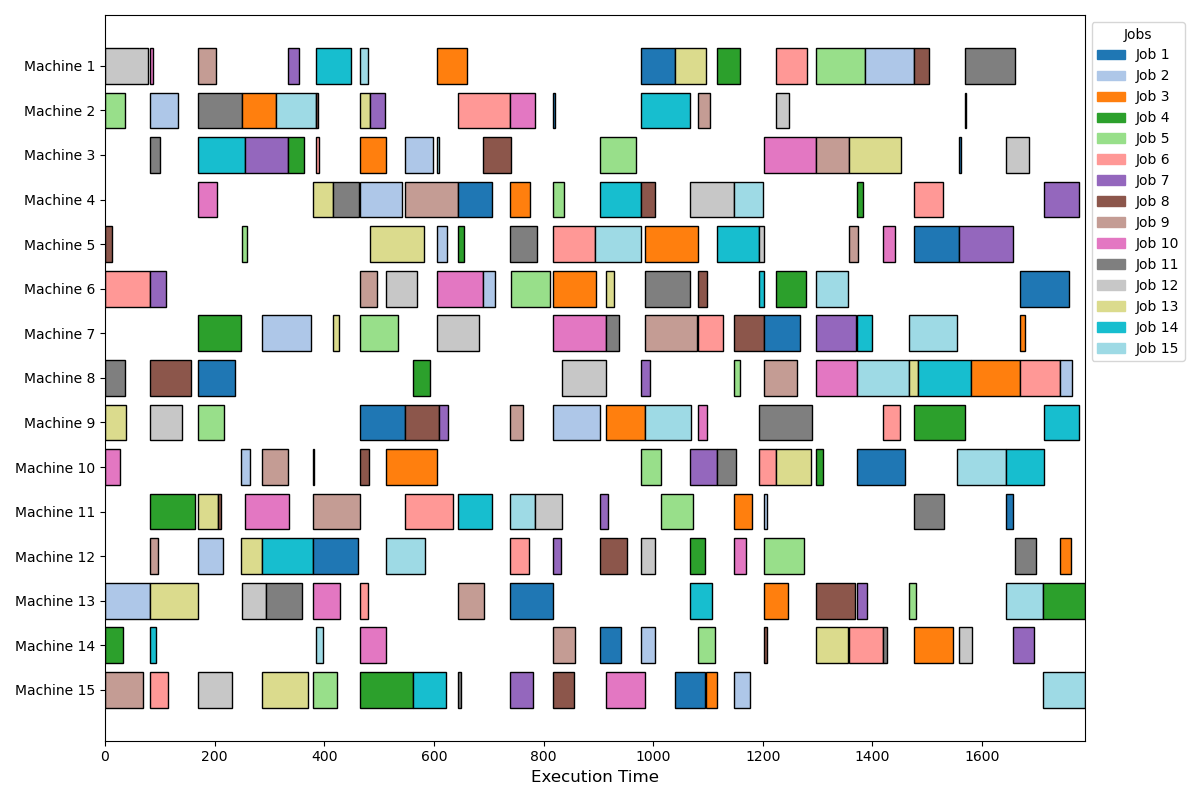 Machine 1
Machine 2
Machine 3
Machine 4
Machine 5
Machine 6
Machine 7
Machine 8
Machine 9
Machine 10
Machine 11
Machine 12
Machine 13
Machine 14
Machine 15
0 200 400 600 800 1000 1200 1400 1600
Execution Time
Jobs
Job 1
Job 2
Job 3
Job 4
Job 5
Job 6
Job 7
Job 8
Job 9
Job 10
Job 11
Job 12
Job 13
Job 14
Job 15